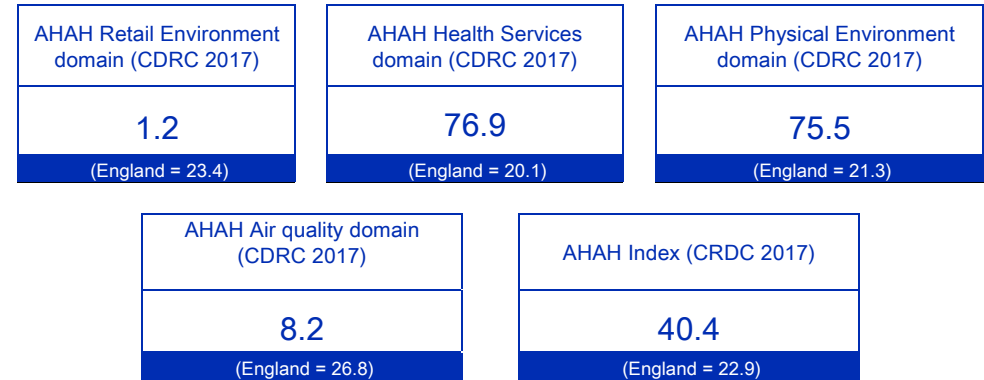 AHAH Retail Environment
domain (CDRC 2017)
1.2
(England = 23.4)
AHAH Health Services
domain (CDRC 2017)
76.9
(England = 20.1)
AHAH Physical Environment
domain (CDRC 2017)
75.5
(England = 21.3)
AHAH Air quality domain
(CDRC 2017)
8.2
(England = 26.8)
AHAH Index (CRDC 2017)
40.4
(England = 22.9)